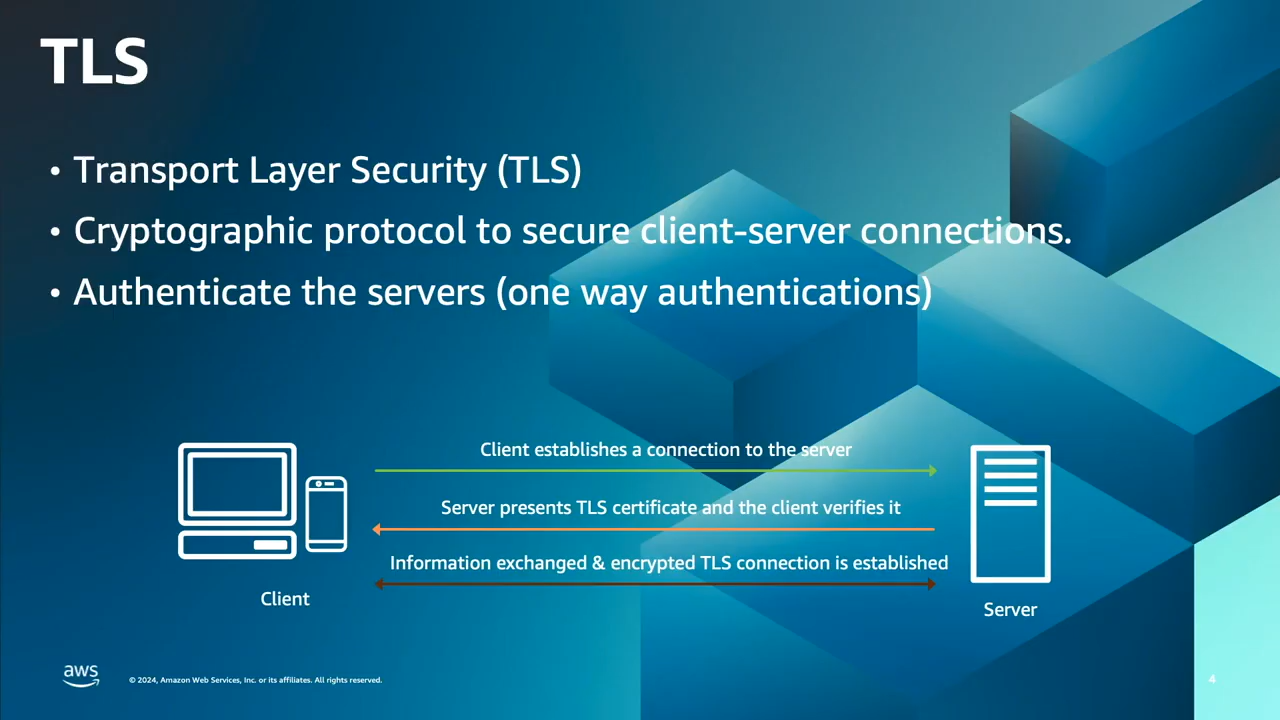 TLS
• Transport Layer Security (TLS)
• Cryptographic protocol to secure client-server connections.
• Authenticate the servers (one way authentications)
Client establishes a connection to the server
Server presents TLS certificate and the client verifies it
Information exchanged & encrypted TLS connection is established
Client
Server
aws
© 2024, Amazon Web Services, Inc. or its affiliates. All rights reserved.
4